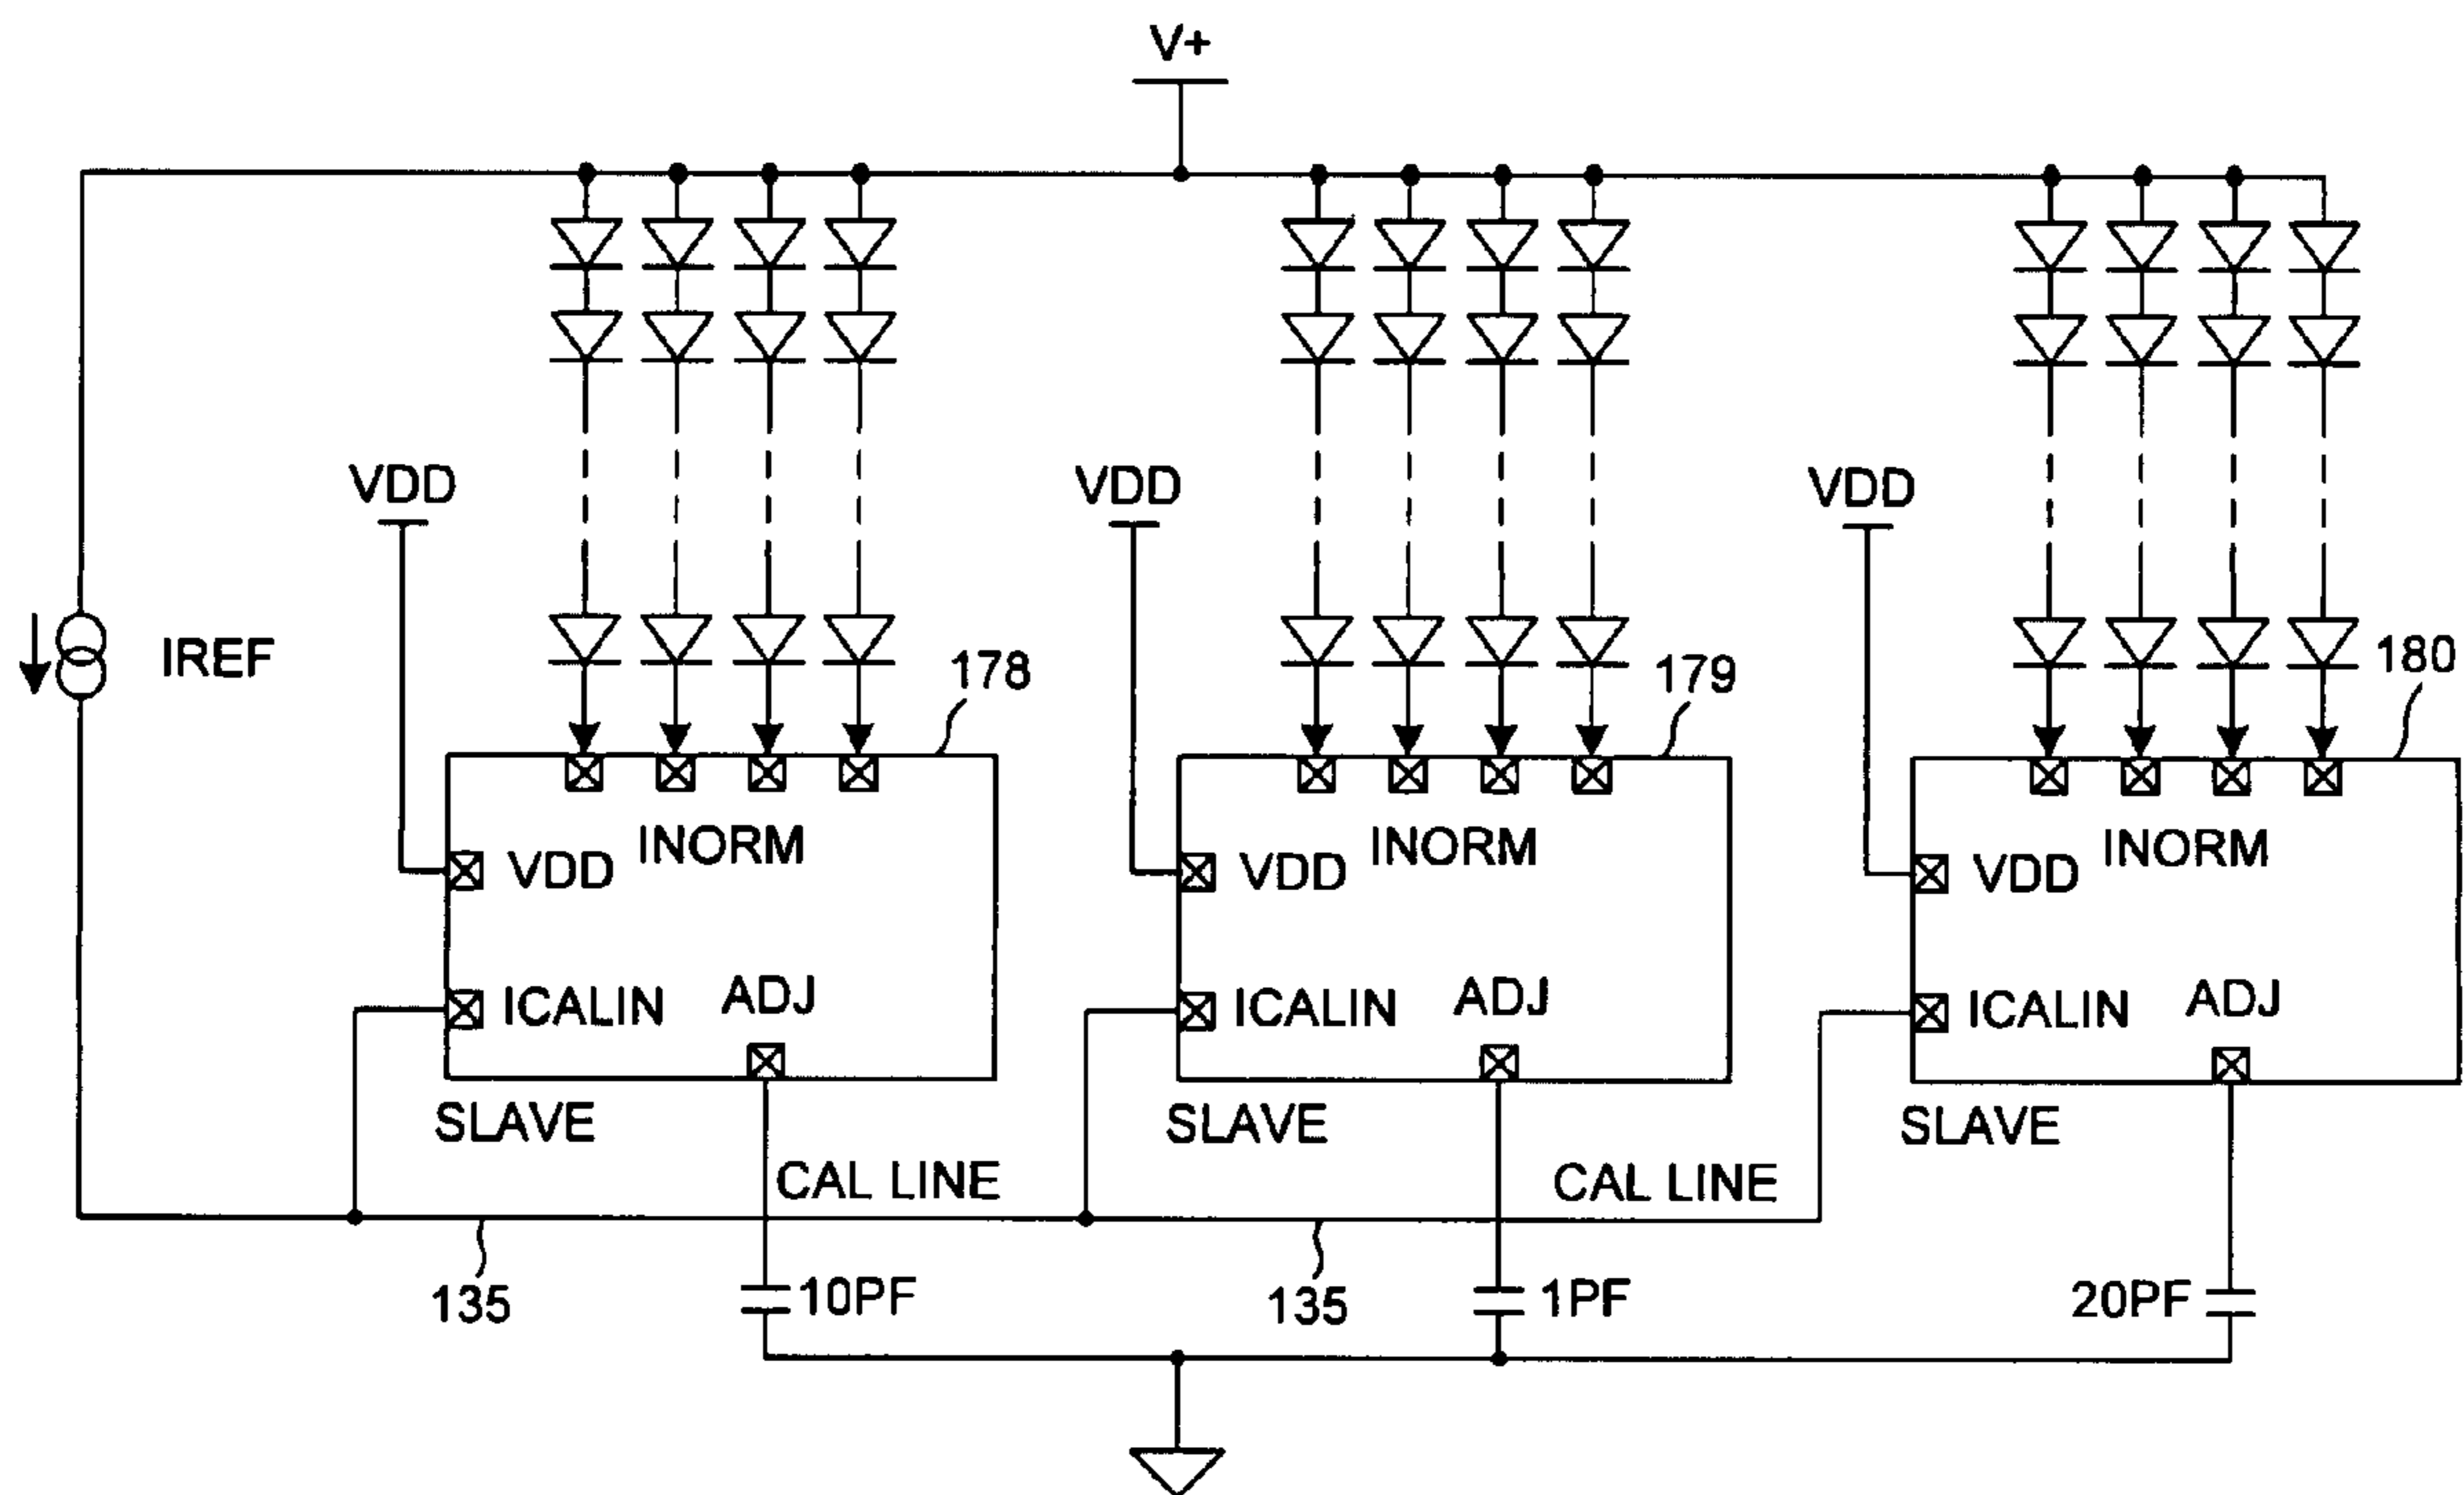 V+
VDD
VDD
VDD
IREF
178
179
180
INORM
INORM
INORM
VDD
VDD
VDD
ICALIN
ADJ
ICALIN
ADJ
ICALIN
ADJ
SLAVE
SLAVE
SLAVE
CAL LINE
CAL LINE
135
10PF
135
1PF
20PF